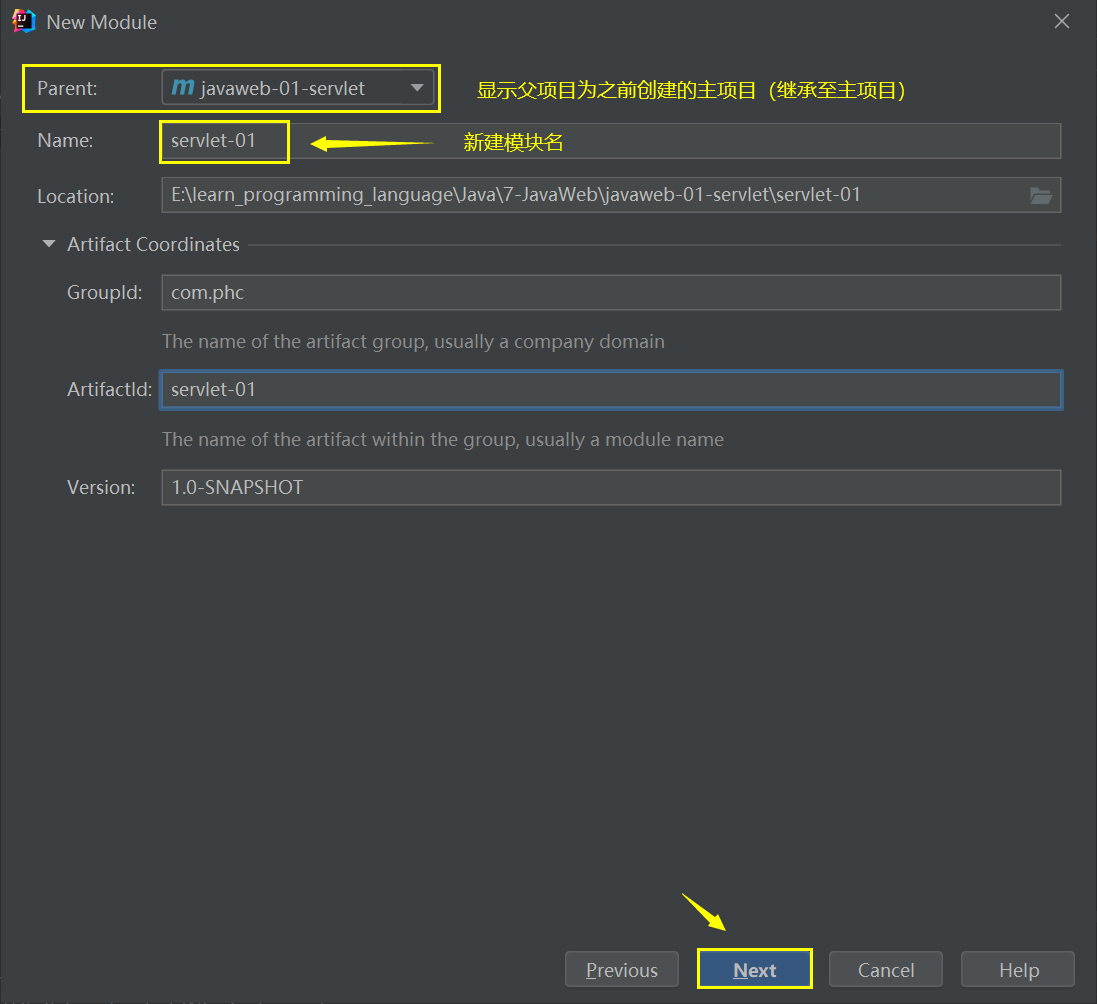 New Module
Parent: javaweb-01-servlet 显示父项目为之前创建的主项目（继承至主项目）
Name: servlet-01 新建模块名
Location: E:\learn_programming_language\Java\7-JavaWeb\javaweb-01-servlet\servlet-01
Artifact Coordinates
GroupId: com.phc
The name of the artifact group, usually a company domain
ArtifactId: servlet-01
The name of the artifact within the group, usually a module name
Version: 1.0-SNAPSHOT
Previous Next Cancel Help